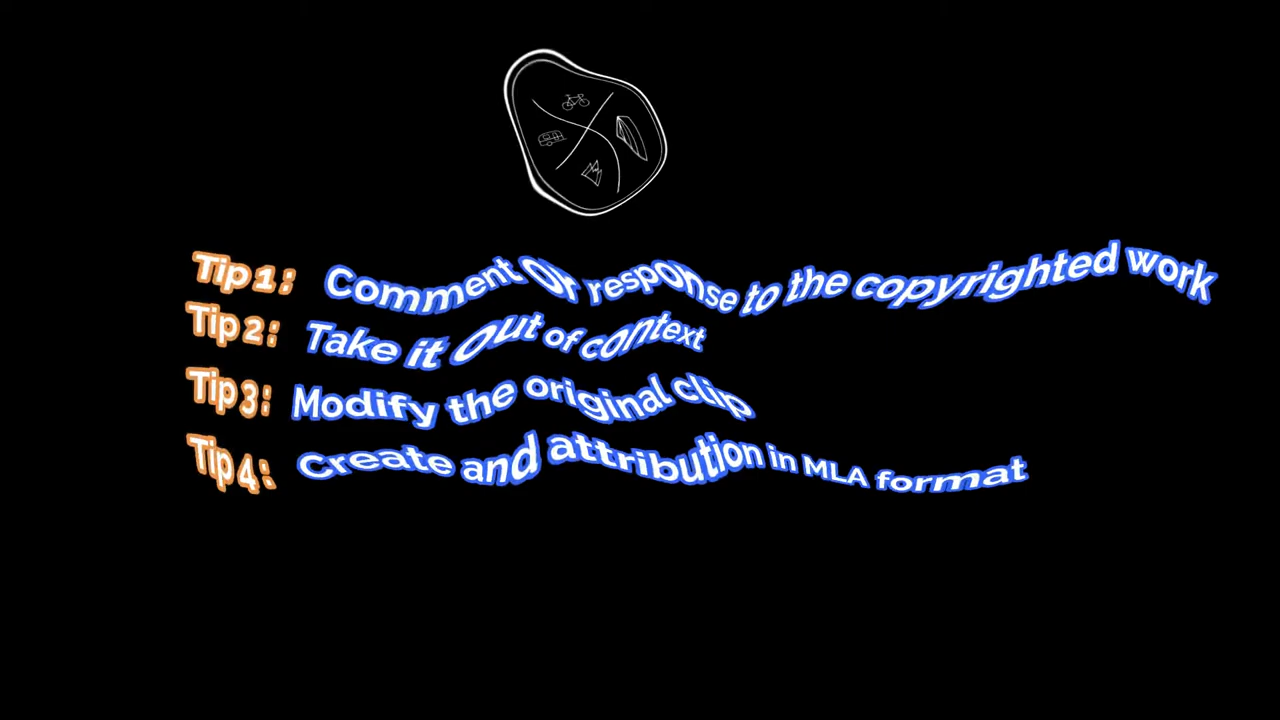 Tip 1: Comment Or response to the copyrighted work
Tip 2: Take it out of context
Tip 3: Modify the original clip
Tip 4: Create and attribution in MLA format